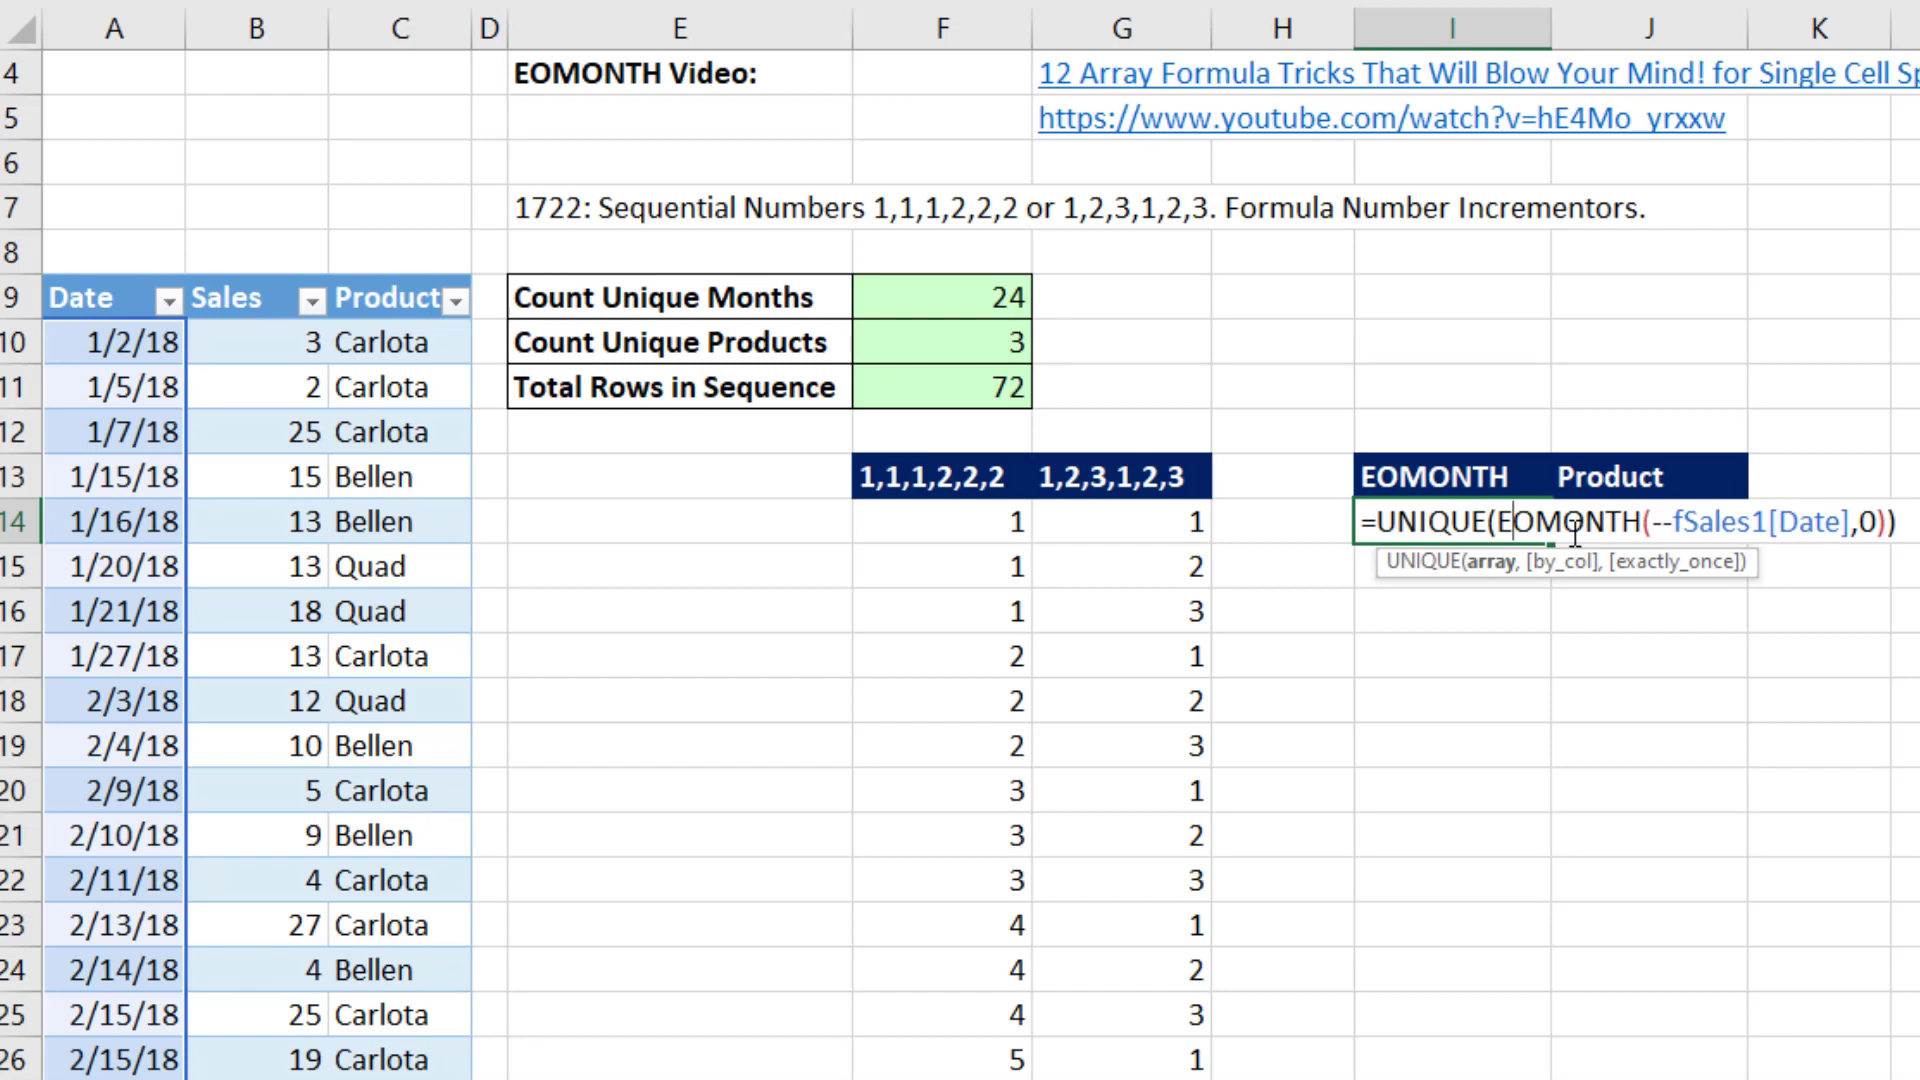 A B C D E F G H I J K
4 EOMONTH Video: 12 Array Formula Tricks That Will Blow Your Mind! for Single Cell
5 https://www.youtube.com/watch?v=hE4Mo_yrxxw
6
7 1722: Sequential Numbers 1,1,1,2,2,2 or 1,2,3,1,2,3. Formula Number Incrementors.
8
9 Date Sales Product Count Unique Months 24
10 1/2/18 3 Carlota Count Unique Products 3
11 1/5/18 2 Carlota Total Rows in Sequence 72
12 1/7/18 25 Carlota
13 1/15/18 15 Bellen 1,1,1,2,2,2 1,2,3,1,2,3 EOMONTH Product
14 1/16/18 13 Bellen 1 1 =UNIQUE(EOMONTH(--fSales1[Date],0))
UNIQUE(array, [by_col], [exactly_once])
15 1/20/18 13 Quad 1 2
16 1/21/18 18 Quad 1 3
17 1/27/18 13 Carlota 2 1
18 2/3/18 12 Quad 2 2
19 2/4/18 10 Bellen 2 3
20 2/9/18 5 Carlota 3 1
21 2/10/18 9 Bellen 3 2
22 2/11/18 4 Carlota 3 3
23 2/13/18 27 Carlota 4 1
24 2/14/18 4 Bellen 4 2
25 2/15/18 25 Carlota 4 3
26 2/15/18 19 Carlota 5 1